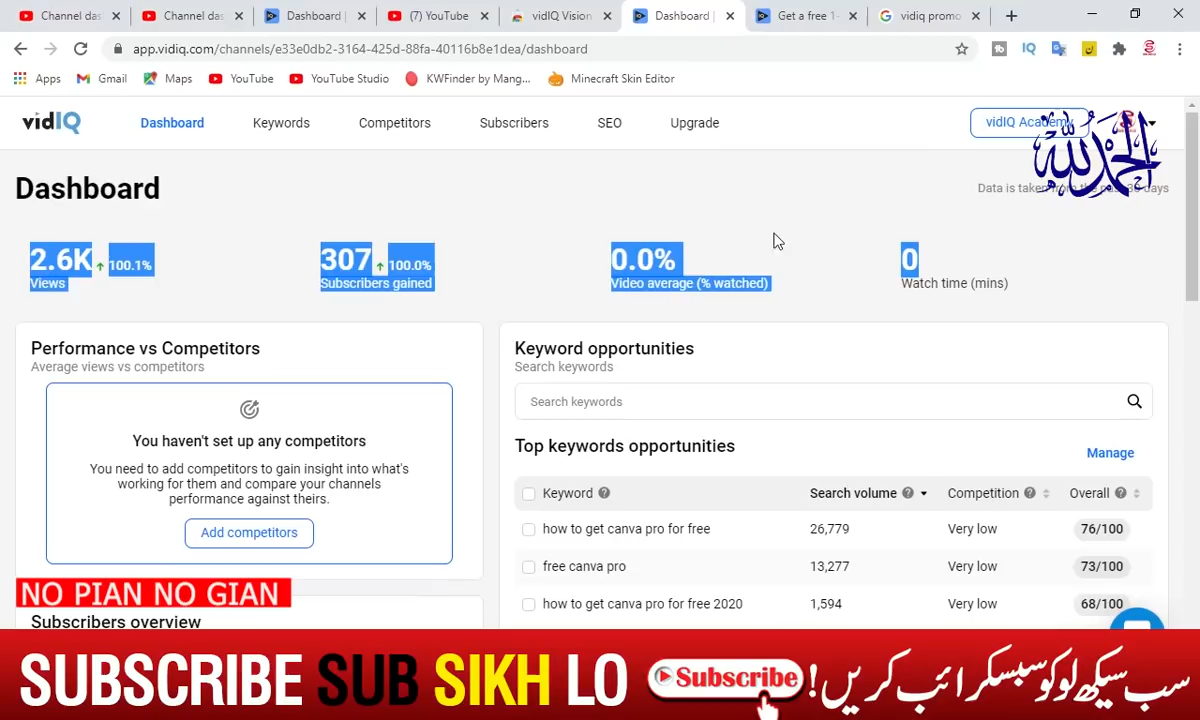 Channel das
Channel das
Dashboard |
(7) YouTube
vidIQ Vision
Dashboard |
Get a free 1-
vidiq promo
app.vidiq.com/channels/e33e0db2-3164-425d-88fa-40116b8e1dea/dashboard
Apps Gmail Maps YouTube YouTube Studio KWFinder by Mang... Minecraft Skin Editor
vidIQ Dashboard Keywords Competitors Subscribers SEO Upgrade vidIQ Academy
الحمد لله
Dashboard
Data is taken from the past 30 days
2.6K 100.1%
Views
307 100.0%
Subscribers gained
0.0%
Video average (% watched)
0
Watch time (mins)
Performance vs Competitors
Average views vs competitors
You haven't set up any competitors
You need to add competitors to gain insight into what's
working for them and compare your channels
performance against theirs.
Add competitors
Keyword opportunities
Search keywords
Search keywords
Top keywords opportunities
Manage
Keyword Search volume Competition Overall
how to get canva pro for free 26,779 Very low 76/100
free canva pro 13,277 Very low 73/100
how to get canva pro for free 2020 1,594 Very low 68/100
NO PIAN NO GIAN
Subscribers overview
SUBSCRIBE SUB SIKH LO Subscribe سب سیکھ لو کو سبسکرائب کریں!